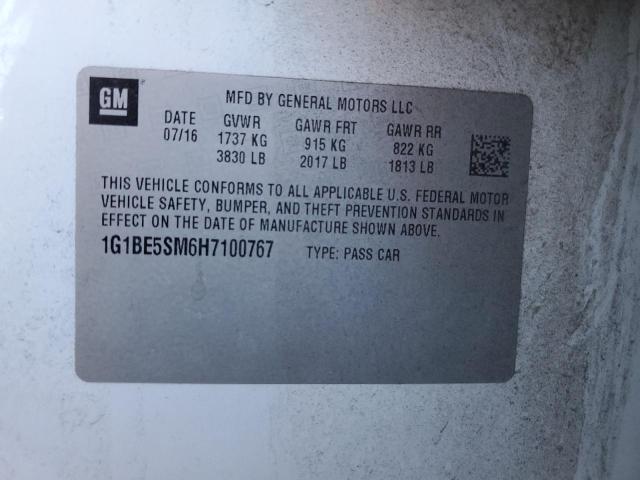 GM
MFD BY GENERAL MOTORS LLC
DATE GVWR GAWR FRT GAWR RR
07/16 1737 KG 915 KG 822 KG
3830 LB 2017 LB 1813 LB
THIS VEHICLE CONFORMS TO ALL APPLICABLE U.S. FEDERAL MOTOR
VEHICLE SAFETY, BUMPER, AND THEFT PREVENTION STANDARDS IN
EFFECT ON THE DATE OF MANUFACTURE SHOWN ABOVE.
1G1BE5SM6H7100767 TYPE: PASS CAR